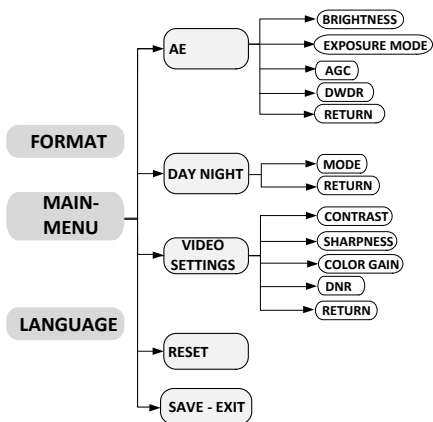 FORMAT
MAIN-
MENU
LANGUAGE
AE
BRIGHTNESS
EXPOSURE MODE
AGC
DWDR
RETURN
DAY NIGHT
MODE
RETURN
VIDEO
SETTINGS
CONTRAST
SHARPNESS
COLOR GAIN
DNR
RETURN
RESET
SAVE - EXIT